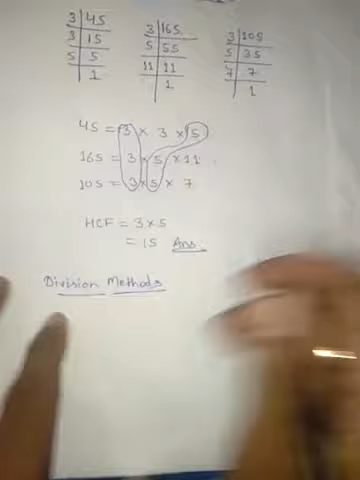 3 | 45
3 | 15
5 | 5
1
3 | 165
5 | 55
11 | 11
1
3 | 105
5 | 35
7 | 7
1
45 = 3 × 3 × 5
165 = 3 × 5 × 11
105 = 3 × 5 × 7
HCF = 3 × 5
= 15 Ans
Division Methods